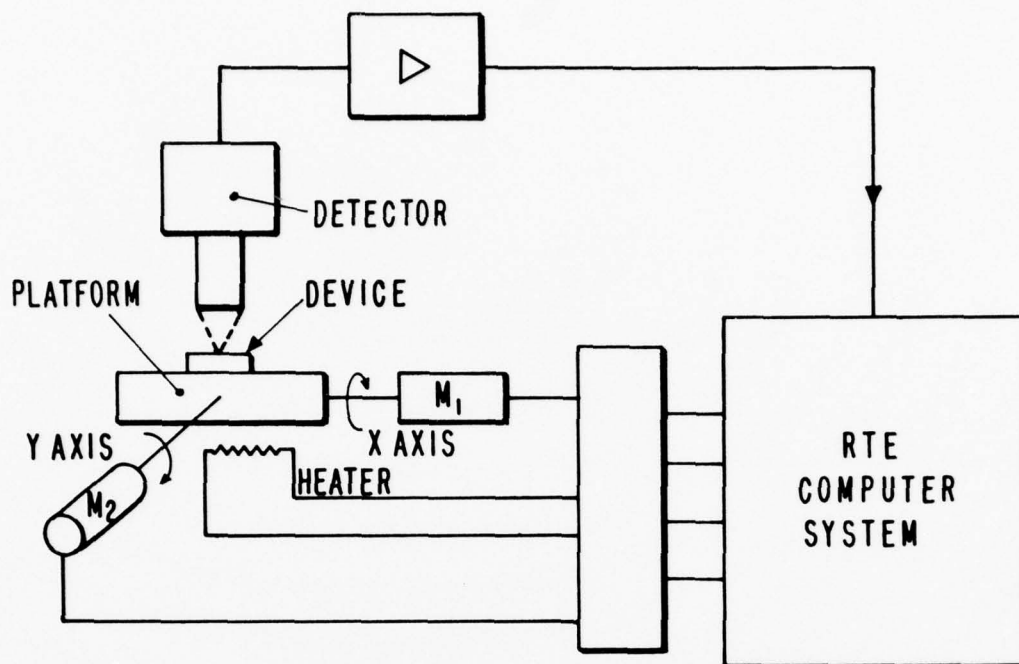 DETECTOR
PLATFORM
DEVICE
M₁
Y AXIS
X AXIS
HEATER
M₂
RTE
COMPUTER
SYSTEM